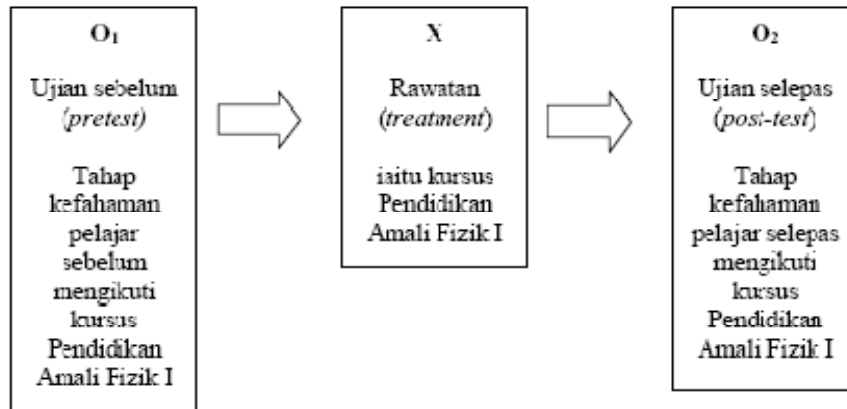 O₁
Ujian sebelum
(pretest)
Tahap
kefahaman
pelajar
sebelum
mengikuti
kursus
Pendidikan
Amali Fizik I
X
Rawatan
(treatment)
iaitu kursus
Pendidikan
Amali Fizik I
O₂
Ujian selepas
(post-test)
Tahap
kefahaman
pelajar selepas
mengikuti
kursus
Pendidikan
Amali Fizik I